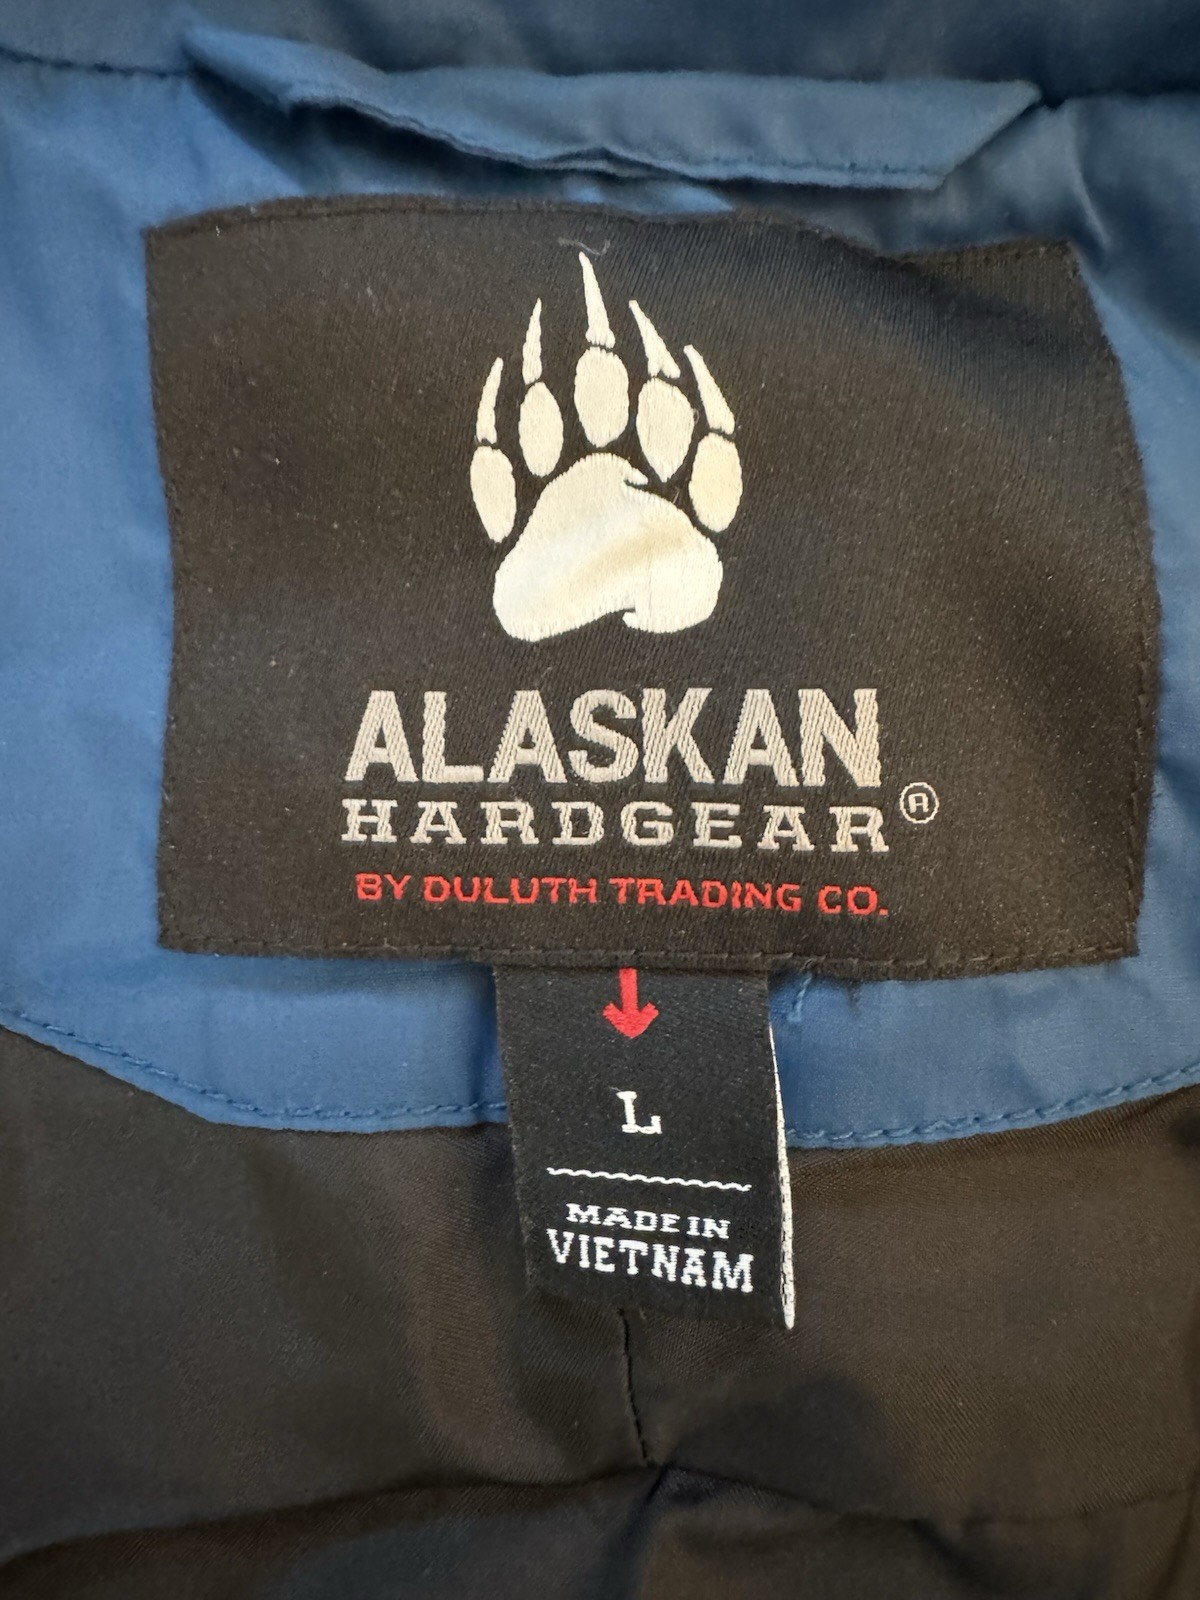 ALASKAN
HARDGEAR®
BY DULUTH TRADING CO.
L
MADE IN
VIETNAM